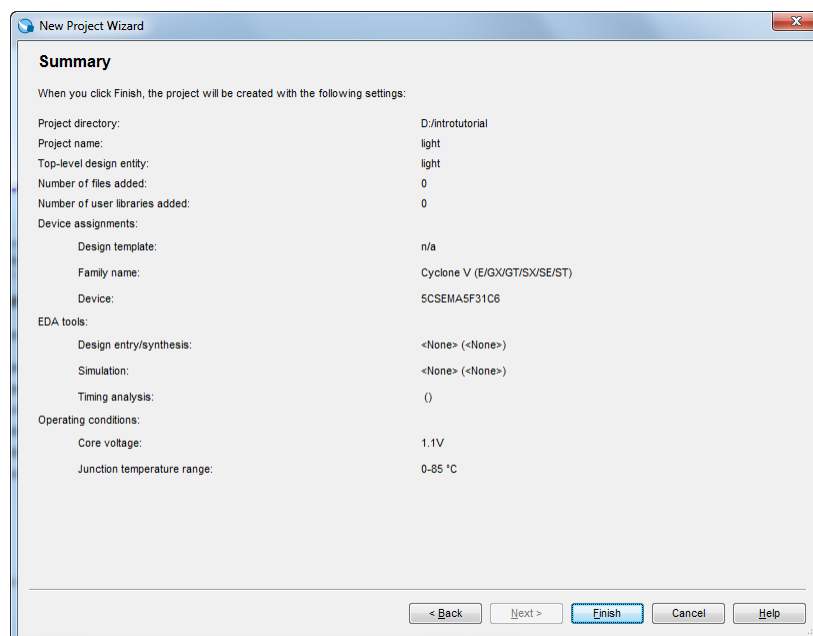 New Project Wizard
Summary
When you click Finish, the project will be created with the following settings:
Project directory: D:/introtutorial
Project name: light
Top-level design entity: light
Number of files added: 0
Number of user libraries added: 0
Device assignments:
Design template: n/a
Family name: Cyclone V (E/GX/GT/SX/SE/ST)
Device: 5CSEMA5F31C6
EDA tools:
Design entry/synthesis: <None> (<None>)
Simulation: <None> (<None>)
Timing analysis: ()
Operating conditions:
Core voltage: 1.1V
Junction temperature range: 0-85 °C
< Back Next > Finish Cancel Help